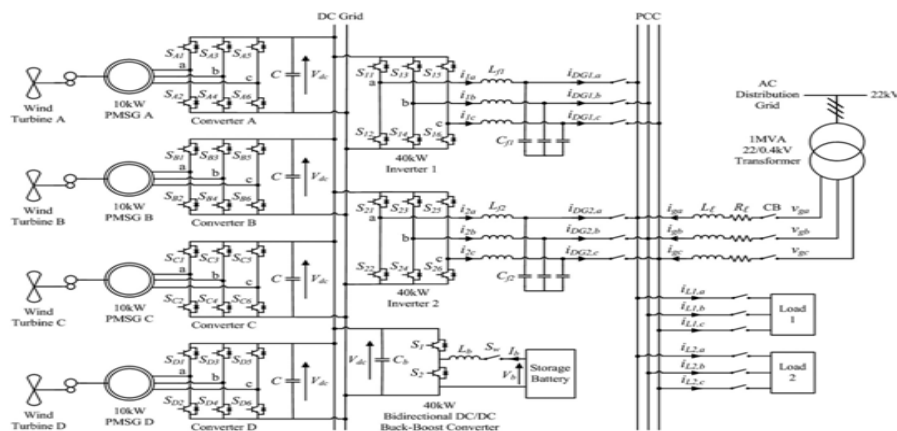 DC Grid
PCC
S_A1 S_A3 S_A5
a
b
c
S_A2 S_A4 S_A6
C
V_dc
Wind
Turbine A
10kW
PMSG A
Converter A
S_B1 S_B3 S_B5
a
b
c
S_B2 S_B4 S_B6
C
V_dc
Wind
Turbine B
10kW
PMSG B
Converter B
S_C1 S_C3 S_C5
a
b
c
S_C2 S_C4 S_C6
C
V_dc
Wind
Turbine C
10kW
PMSG C
Converter C
S_D1 S_D3 S_D5
a
b
c
S_D2 S_D4 S_D6
C
V_dc
Wind
Turbine D
10kW
PMSG D
Converter D
S_11 S_13 S_15
a
b
c
S_12 S_14 S_16
i_1a
i_1b
i_1c
L_f1
C_f1
i_DG1,a
i_DG1,b
i_DG1,c
40kW
Inverter 1
S_21 S_23 S_25
a
b
c
S_22 S_24 S_26
i_2a
i_2b
i_2c
L_f2
C_f2
i_DG2,a
i_DG2,b
i_DG2,c
40kW
Inverter 2
V_dc
C_b
S_1
S_2
L_b
S_w
I_b
V_b
Storage
Battery
40kW
Bidirectional DC/DC
Buck-Boost Converter
AC
Distribution
Grid
22kV
1MVA
22/0.4kV
Transformer
i_ga L_ℓ R_ℓ CB v_ga
i_gb v_gb
i_gc v_gc
i_L1,a
i_L1,b
i_L1,c
Load
1
i_L2,a
i_L2,b
i_L2,c
Load
2